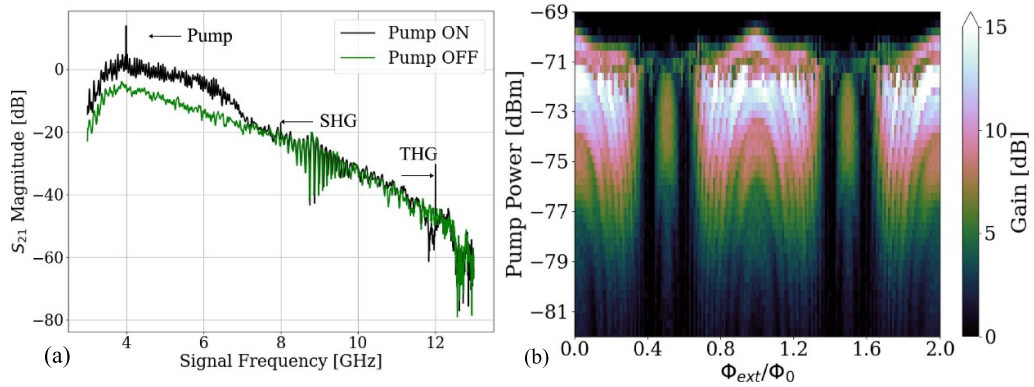 Pump
Pump ON
Pump OFF
SHG
THG
0
−20
−40
−60
−80
S21 Magnitude [dB]
4
6
8
10
12
Signal Frequency [GHz]
(a)
−69
−71
−73
−75
−77
−79
−81
Pump Power [dBm]
0.0
0.4
0.8
1.2
1.6
2.0
Φext/Φ0
15
10
5
0
Gain [dB]
(b)